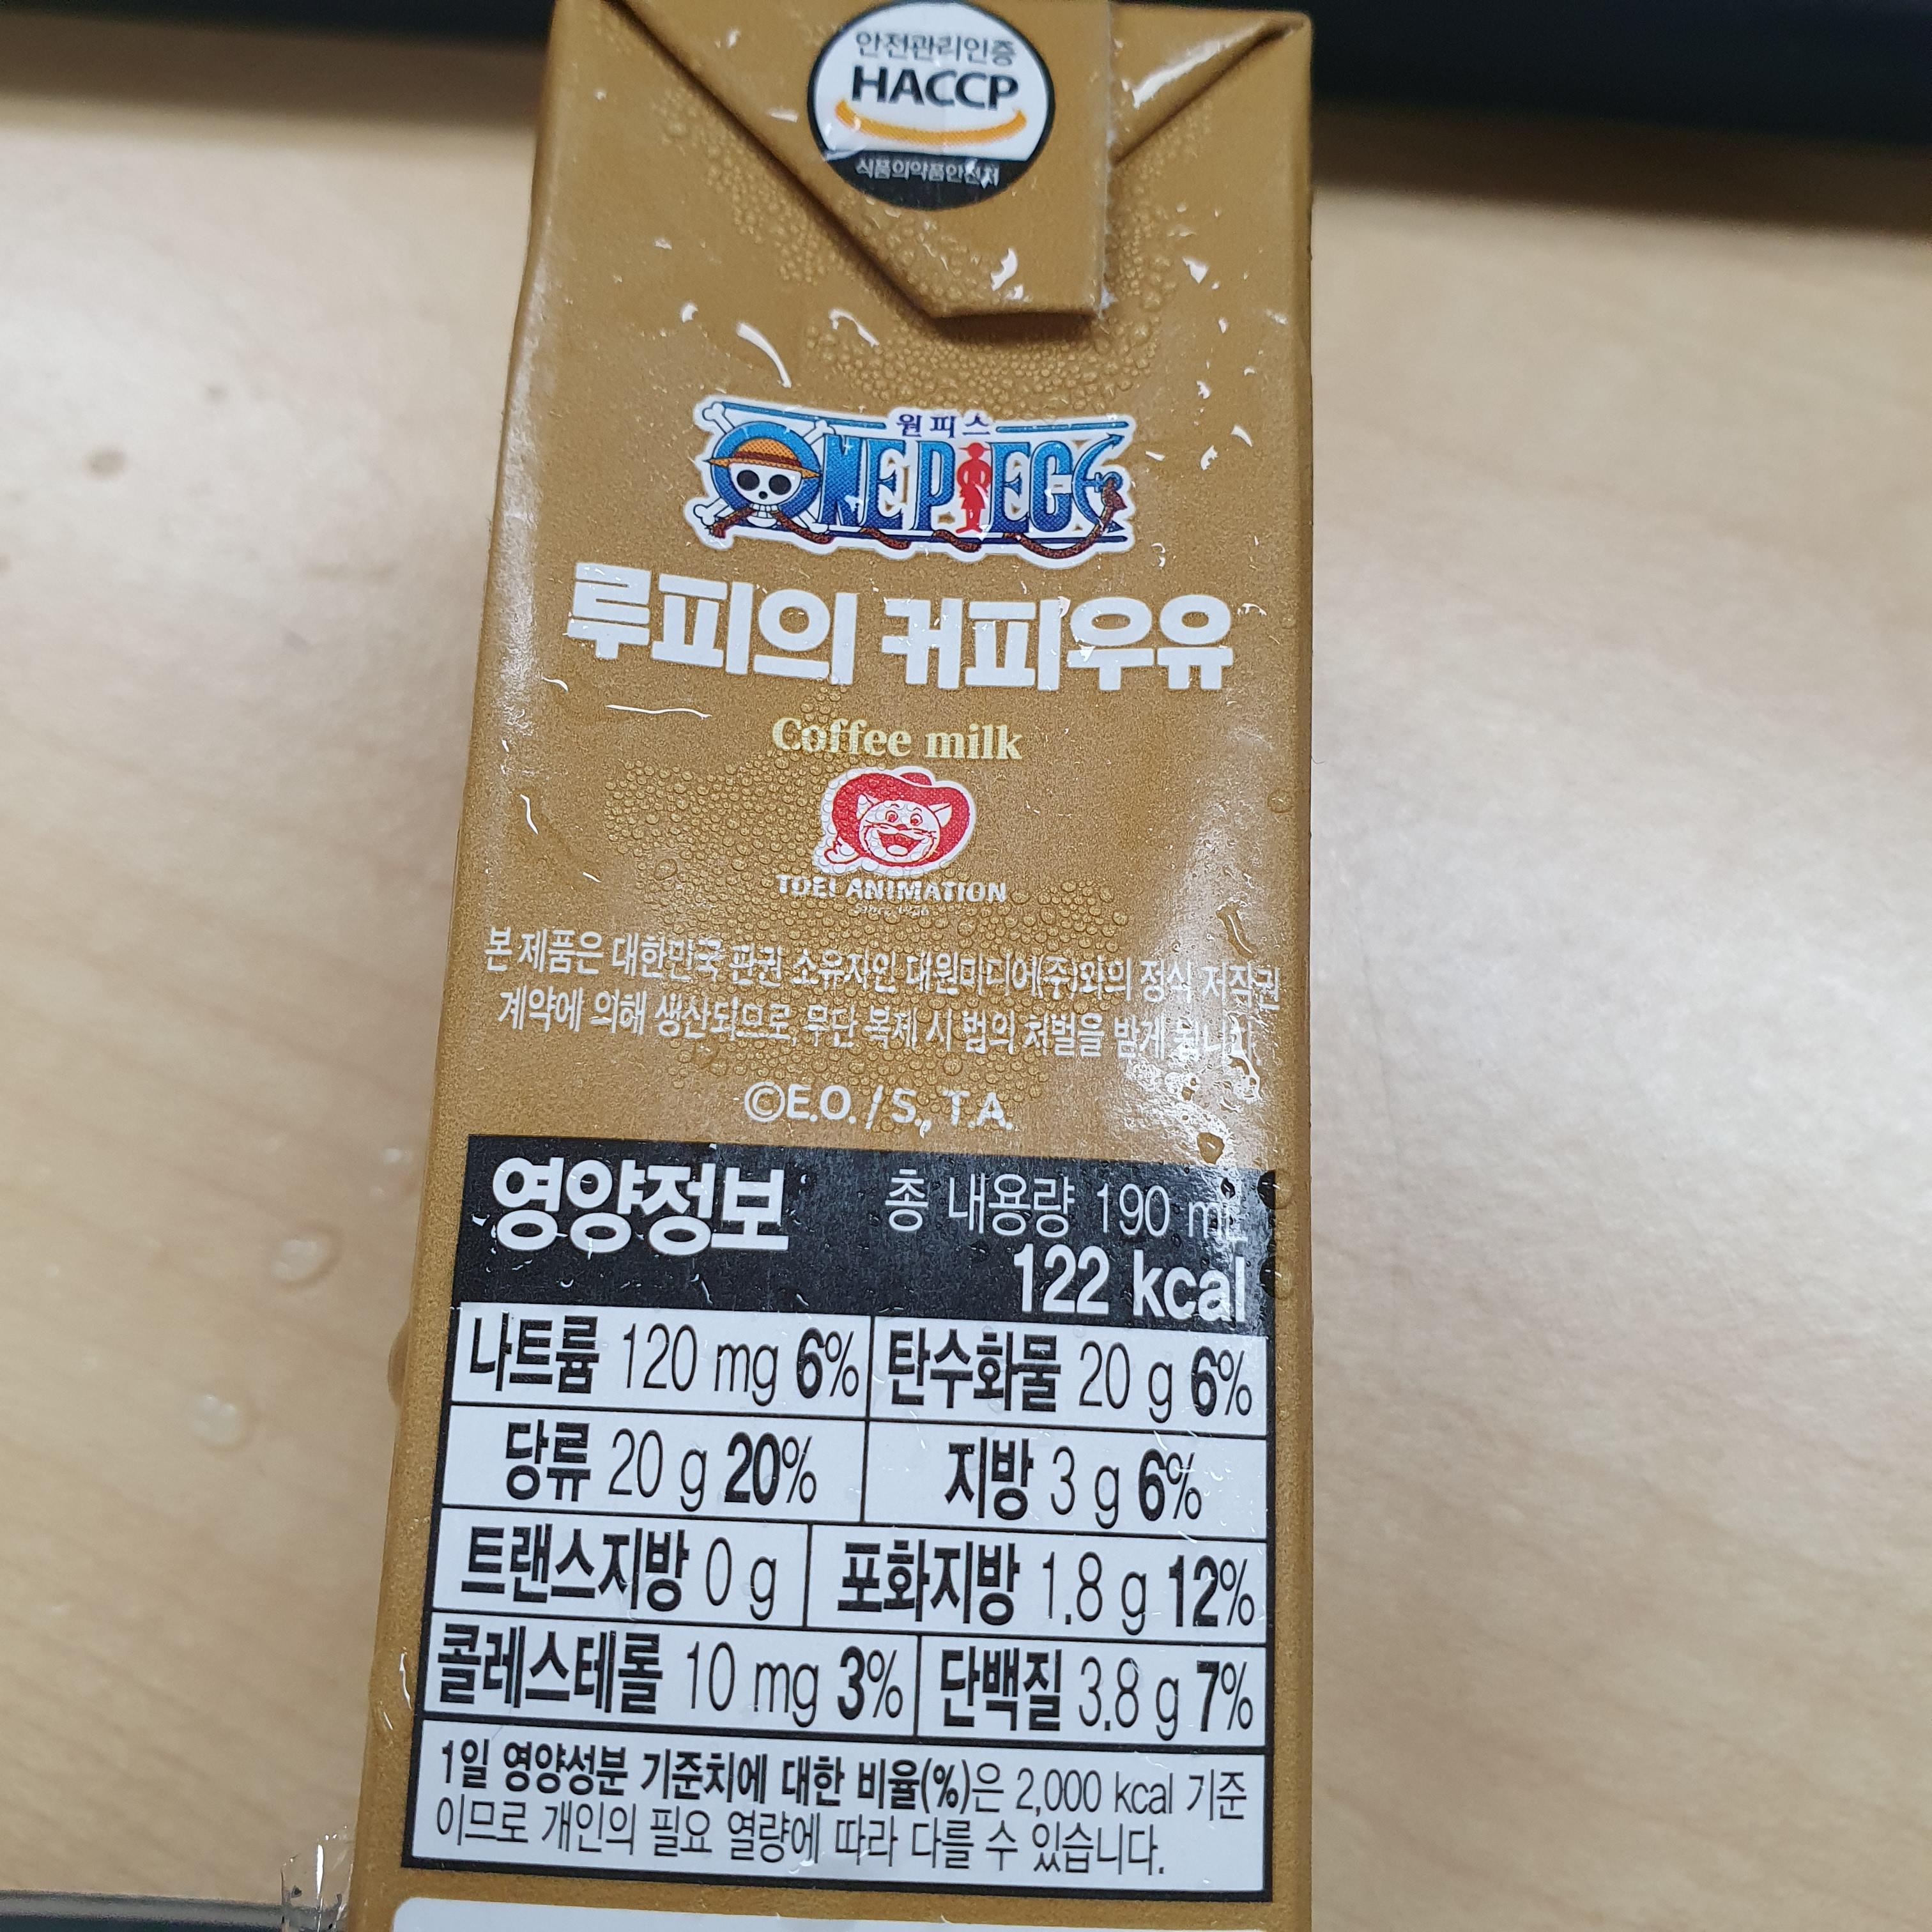 안전관리인증
HACCP
식품의약품안전처
원피스
ONE PIECE
루피의 커피우유
Coffee milk
TOEI ANIMATION
본 제품은 대한민국 판권 소유자인 대원미디어(주)와의 정식 저작권
계약에 의해 생산되므로, 무단 복제 시 법의 처벌을 받게 됩니다.
©E.O./S., T.A.
영양정보 총 내용량 190 mL
122 kcal
나트륨 120 mg 6% 탄수화물 20 g 6%
당류 20 g 20% 지방 3 g 6%
트랜스지방 0 g 포화지방 1.8 g 12%
콜레스테롤 10 mg 3% 단백질 3.8 g 7%
1일 영양성분 기준치에 대한 비율(%)은 2,000 kcal 기준
이므로 개인의 필요 열량에 따라 다를 수 있습니다.